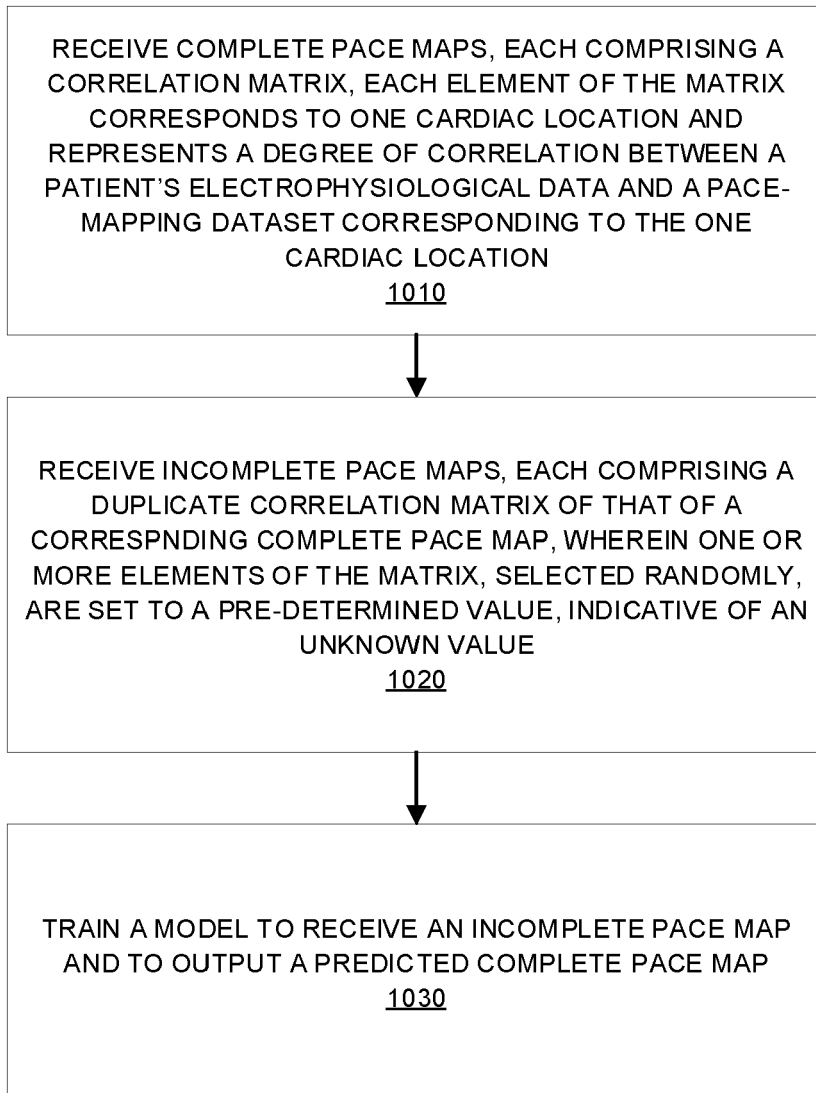 RECEIVE COMPLETE PACE MAPS, EACH COMPRISING A
CORRELATION MATRIX, EACH ELEMENT OF THE MATRIX
CORRESPONDS TO ONE CARDIAC LOCATION AND
REPRESENTS A DEGREE OF CORRELATION BETWEEN A
PATIENT'S ELECTROPHYSIOLOGICAL DATA AND A PACE-
MAPPING DATASET CORRESPONDING TO THE ONE
CARDIAC LOCATION
1010
RECEIVE INCOMPLETE PACE MAPS, EACH COMPRISING A
DUPLICATE CORRELATION MATRIX OF THAT OF A
CORRESPNDING COMPLETE PACE MAP, WHEREIN ONE OR
MORE ELEMENTS OF THE MATRIX, SELECTED RANDOMLY,
ARE SET TO A PRE-DETERMINED VALUE, INDICATIVE OF AN
UNKNOWN VALUE
1020
TRAIN A MODEL TO RECEIVE AN INCOMPLETE PACE MAP
AND TO OUTPUT A PREDICTED COMPLETE PACE MAP
1030